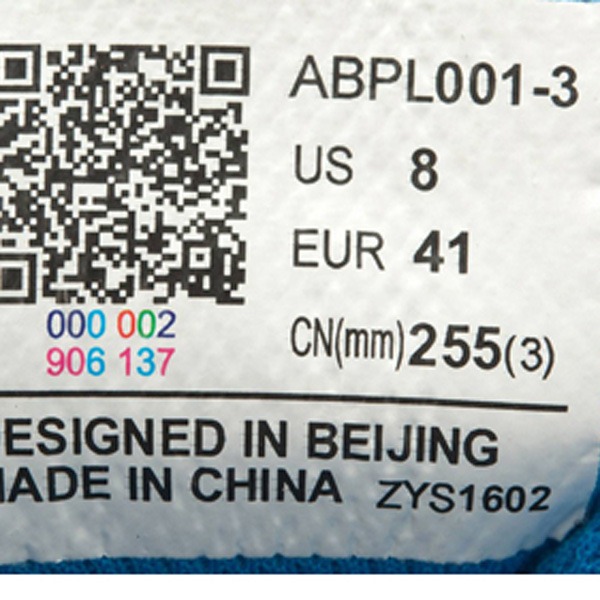 ABPL001-3
US 8
EUR 41
CN(mm)255(3)
000 002
906 137
ESIGNED IN BEIJING
ADE IN CHINA ZYS1602